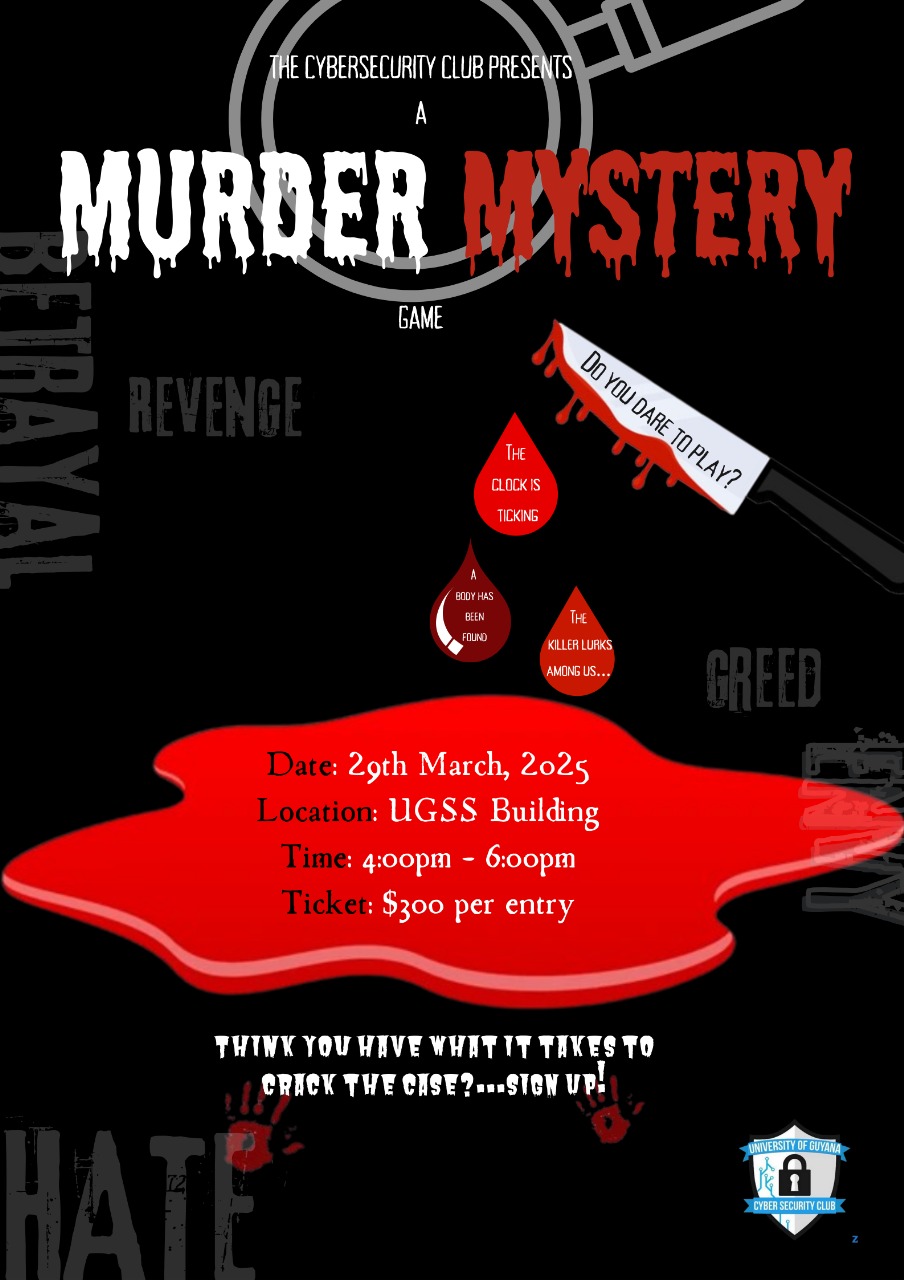 THE CYBERSECURITY CLUB PRESENTS
A
MURDER MYSTERY
GAME
BETRAYAL
REVENGE
DO YOU DARE TO PLAY?
THE
CLOCK IS
TICKING
A
BODY HAS
BEEN
FOUND
THE
KILLER LURKS
AMONG US...
GREED
ENVY
Date: 29th March, 2025
Location: UGSS Building
Time: 4:00pm - 6:00pm
Ticket: $300 per entry
THINK YOU HAVE WHAT IT TAKES TO
CRACK THE CASE?...SIGN UP!
HATE
UNIVERSITY OF GUYANA
CYBER SECURITY CLUB
z